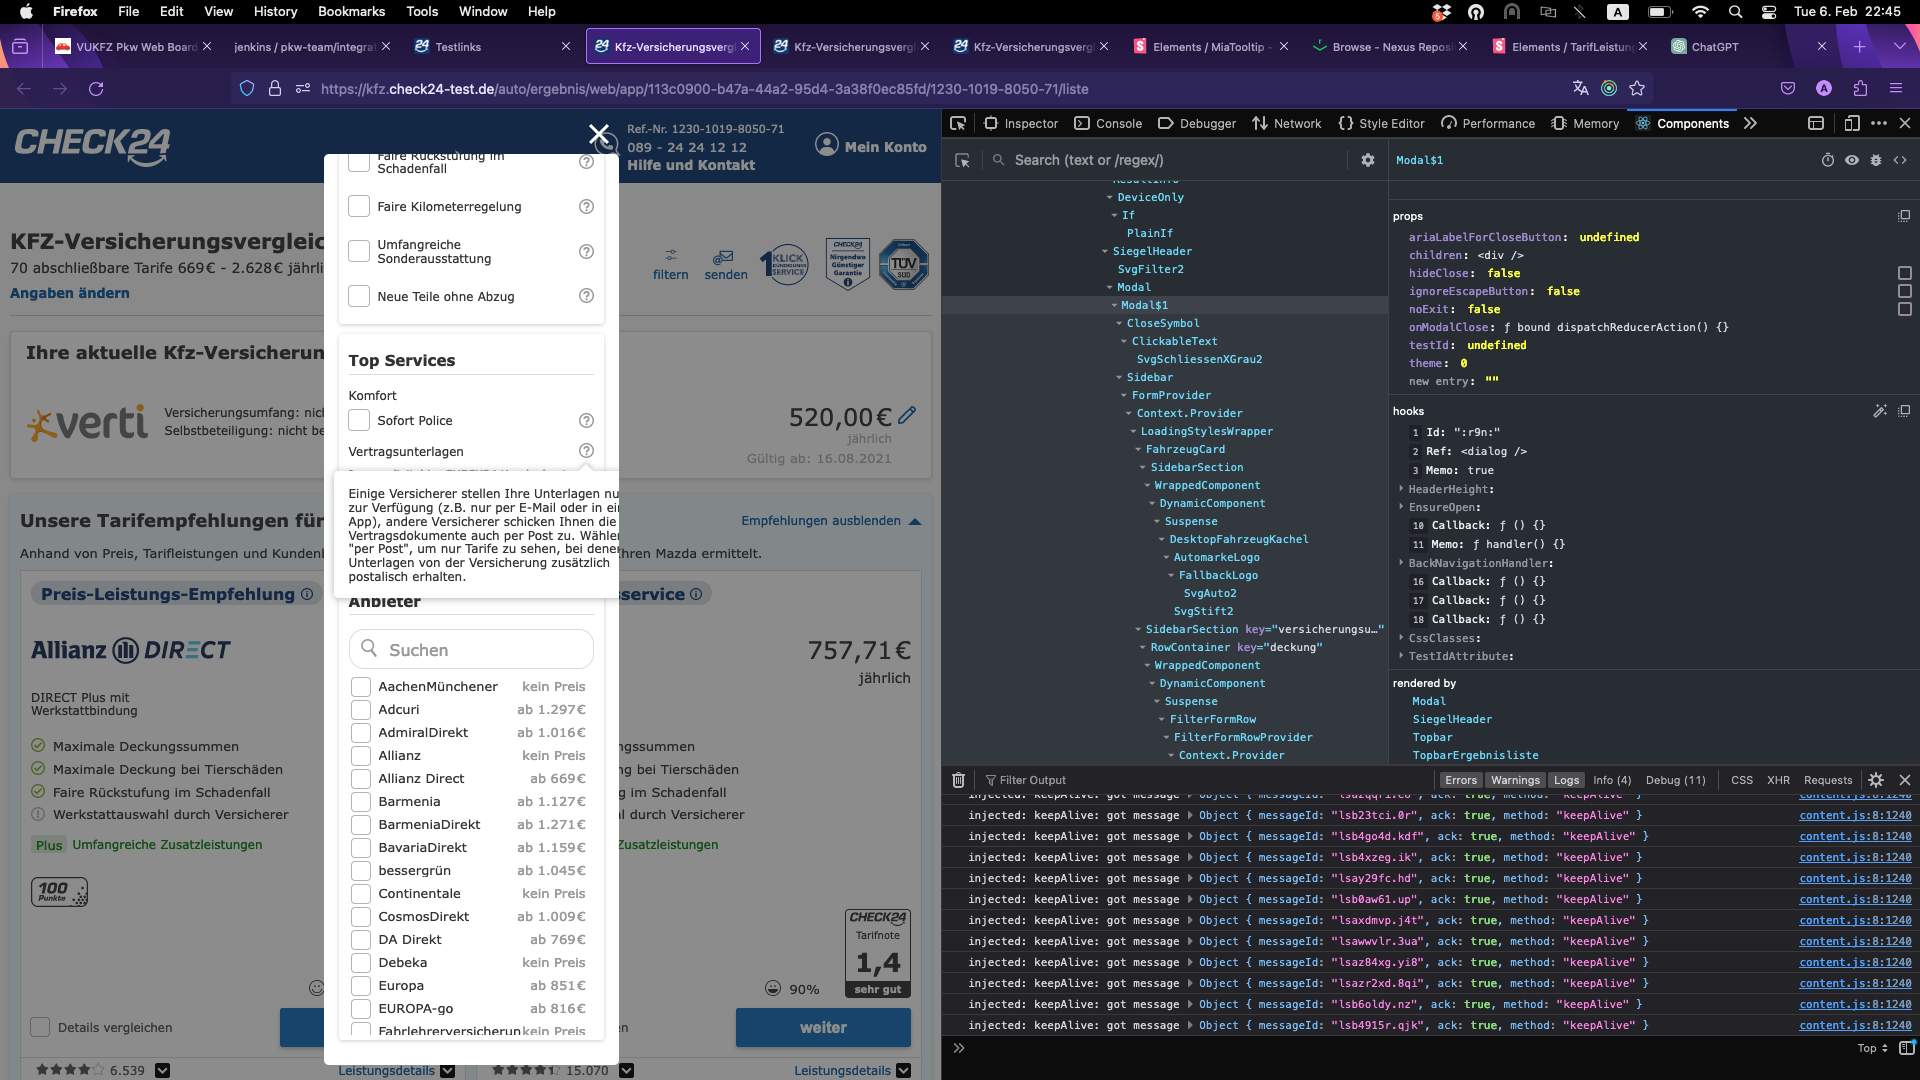 Firefox File Edit View History Bookmarks Tools Window Help
Tue 6. Feb 22:45
VUKFZ Pkw Web Board
jenkins / pkw-team/integrat
Testlinks
Kfz-Versicherungsvergl
Kfz-Versicherungsvergl
Kfz-Versicherungsvergl
Elements / MiaTooltip -
Browse - Nexus Reposi
Elements / TarifLeistung
ChatGPT
https://kfz.check24-test.de/auto/ergebnis/web/app/113c0900-b47a-44a2-95d4-3a38f0ec85fd/1230-1019-8050-71/liste
CHECK24
Ref.-Nr. 1230-1019-8050-71
089 - 24 24 12 12
Hilfe und Kontakt
Mein Konto
KFZ-Versicherungsvergleic
70 abschließbare Tarife 669€ - 2.628€ jährli
Angaben ändern
filtern
senden
1 KLICK KÜNDIGUNGS SERVICE
CHECK24 Nirgendwo Günstiger Garantie
TÜV SÜD
Ihre aktuelle Kfz-Versicherun
verti
Versicherungsumfang: nich
Selbstbeteiligung: nicht be
520,00€
jährlich
Gültig ab: 16.08.2021
Unsere Tarifempfehlungen für
Empfehlungen ausblenden
Anhand von Preis, Tarifleistungen und Kundenb
hren Mazda ermittelt.
Preis-Leistungs-Empfehlung
service
Allianz DIRECT
757,71€
jährlich
DIRECT Plus mit
Werkstattbindung
Maximale Deckungssummen
Maximale Deckung bei Tierschäden
Faire Rückstufung im Schadenfall
Werkstattauswahl durch Versicherer
Plus Umfangreiche Zusatzleistungen
100 Punkte
ngssummen
ng bei Tierschäden
g im Schadenfall
l durch Versicherer
Zusatzleistungen
CHECK24
Tarifnote
1,4
sehr gut
90%
Details vergleichen
en
weiter
6.539
Leistungsdetails
15.070
Leistungsdetails
Faire Rückstufung im
Schadenfall
Faire Kilometerregelung
Umfangreiche
Sonderausstattung
Neue Teile ohne Abzug
Top Services
Komfort
Sofort Police
Vertragsunterlagen
Einige Versicherer stellen Ihre Unterlagen nu
zur Verfügung (z.B. nur per E-Mail oder in ei
App), andere Versicherer schicken Ihnen die
Vertragsdokumente auch per Post zu. Wähle
"per Post", um nur Tarife zu sehen, bei dene
Unterlagen von der Versicherung zusätzlich
postalisch erhalten.
Anbieter
Suchen
AachenMünchener kein Preis
Adcuri ab 1.297€
AdmiralDirekt ab 1.016€
Allianz kein Preis
Allianz Direct ab 669€
Barmenia ab 1.127€
BarmeniaDirekt ab 1.271€
BavariaDirekt ab 1.159€
bessergrün ab 1.045€
Continentale kein Preis
CosmosDirekt ab 1.009€
DA Direkt ab 769€
Debeka kein Preis
Europa ab 851€
EUROPA-go ab 816€
Fahrlehrerversicherun kein Preis
Inspector Console Debugger Network Style Editor Performance Memory Components
Search (text or /regex/)
ResultInfo
DeviceOnly
If
PlainIf
SiegelHeader
SvgFilter2
Modal
Modal$1
CloseSymbol
ClickableText
SvgSchliessenXGrau2
Sidebar
FormProvider
Context.Provider
LoadingStylesWrapper
FahrzeugCard
SidebarSection
WrappedComponent
DynamicComponent
Suspense
DesktopFahrzeugKachel
AutomarkeLogo
FallbackLogo
SvgAuto2
SvgStift2
SidebarSection key="versicherungsu…"
RowContainer key="deckung"
WrappedComponent
DynamicComponent
Suspense
FilterFormRow
FilterFormRowProvider
Context.Provider
Modal$1
props
ariaLabelForCloseButton: undefined
children: <div />
hideClose: false
ignoreEscapeButton: false
noExit: false
onModalClose: ƒ bound dispatchReducerAction() {}
testId: undefined
theme: 0
new entry: ""
hooks
1 Id: ":r9n:"
2 Ref: <dialog />
3 Memo: true
HeaderHeight:
EnsureOpen:
10 Callback: ƒ () {}
11 Memo: ƒ handler() {}
BackNavigationHandler:
16 Callback: ƒ () {}
17 Callback: ƒ () {}
18 Callback: ƒ () {}
CssClasses:
TestIdAttribute:
rendered by
Modal
SiegelHeader
Topbar
TopbarErgebnisliste
Filter Output
Errors Warnings Logs Info (4) Debug (11) CSS XHR Requests
injected: keepAlive: got message Object { messageId: ack: true, method: "keepAlive" } content.js:8:1240
injected: keepAlive: got message Object { messageId: "lsb23tci.0r", ack: true, method: "keepAlive" } content.js:8:1240
injected: keepAlive: got message Object { messageId: "lsb4go4d.kdf", ack: true, method: "keepAlive" } content.js:8:1240
injected: keepAlive: got message Object { messageId: "lsb4xzeg.ik", ack: true, method: "keepAlive" } content.js:8:1240
injected: keepAlive: got message Object { messageId: "lsay29fc.hd", ack: true, method: "keepAlive" } content.js:8:1240
injected: keepAlive: got message Object { messageId: "lsb0aw61.up", ack: true, method: "keepAlive" } content.js:8:1240
injected: keepAlive: got message Object { messageId: "lsaxdmvp.j4t", ack: true, method: "keepAlive" } content.js:8:1240
injected: keepAlive: got message Object { messageId: "lsawwvlr.3ua", ack: true, method: "keepAlive" } content.js:8:1240
injected: keepAlive: got message Object { messageId: "lsaz84xg.yi8", ack: true, method: "keepAlive" } content.js:8:1240
injected: keepAlive: got message Object { messageId: "lsazr2xd.8qi", ack: true, method: "keepAlive" } content.js:8:1240
injected: keepAlive: got message Object { messageId: "lsb6oldy.nz", ack: true, method: "keepAlive" } content.js:8:1240
injected: keepAlive: got message Object { messageId: "lsb4915r.qjk", ack: true, method: "keepAlive" } content.js:8:1240
Top